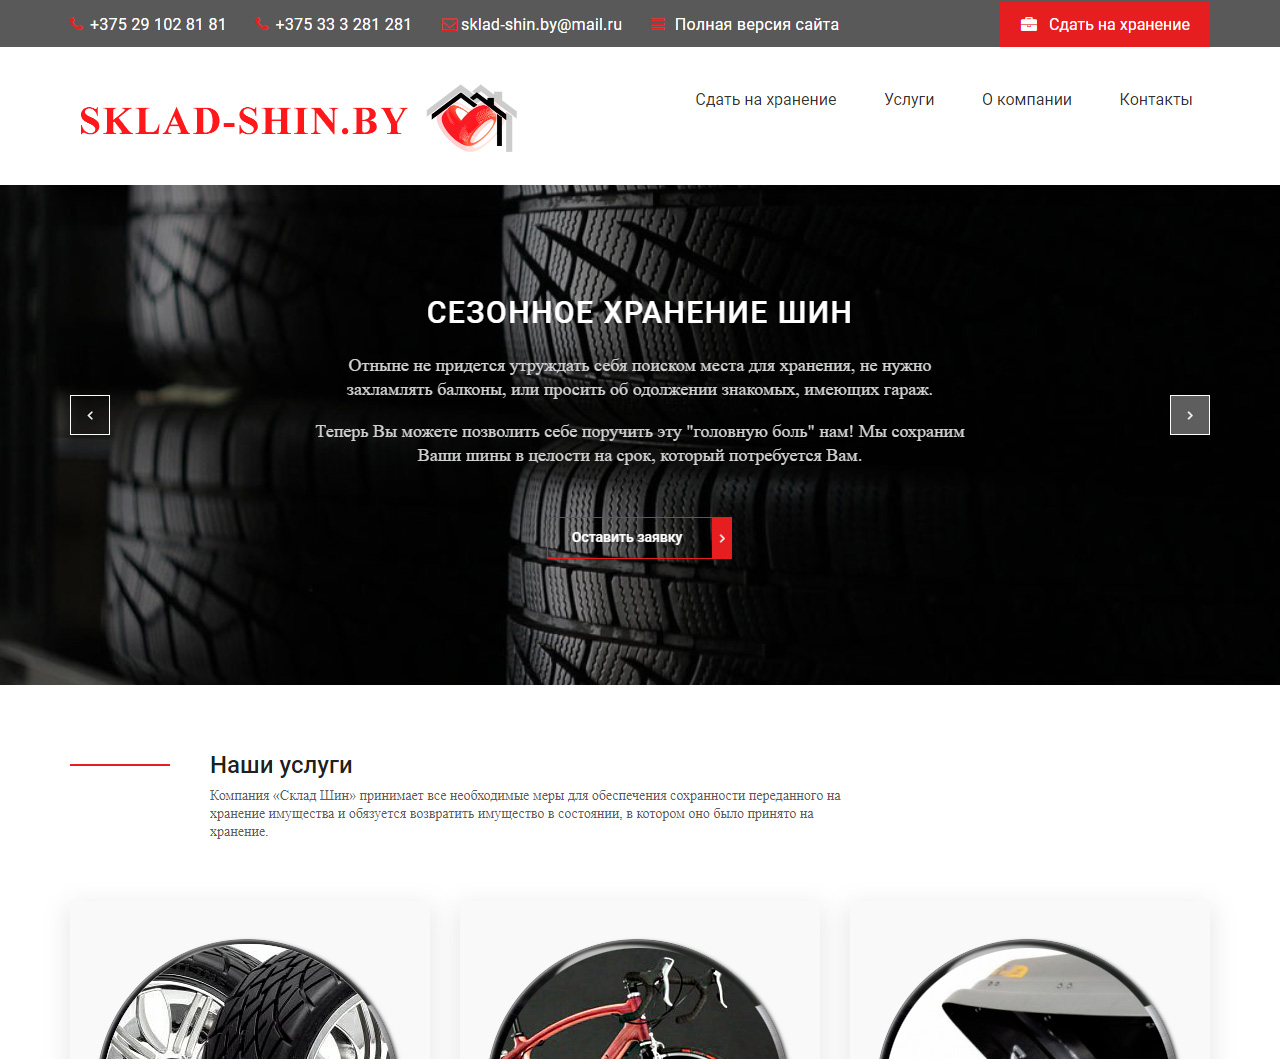 +375 29 102 81 81
+375 33 3 281 281
sklad-shin.by@mail.ru
Полная версия сайта
Сдать на хранение
SKLAD-SHIN.BY
Сдать на хранение
Услуги
О компании
Контакты
СЕЗОННОЕ ХРАНЕНИЕ ШИН
Отныне не придется утруждать себя поиском места для хранения, не нужно
захламлять балконы, или просить об одолжении знакомых, имеющих гараж.
Теперь Вы можете позволить себе поручить эту "головную боль" нам! Мы сохраним
Ваши шины в целости на срок, который потребуется Вам.
Оставить заявку
Наши услуги
Компания «Склад Шин» принимает все необходимые меры для обеспечения сохранности переданного на
хранение имущества и обязуется возвратить имущество в состоянии, в котором оно было принято на
хранение.